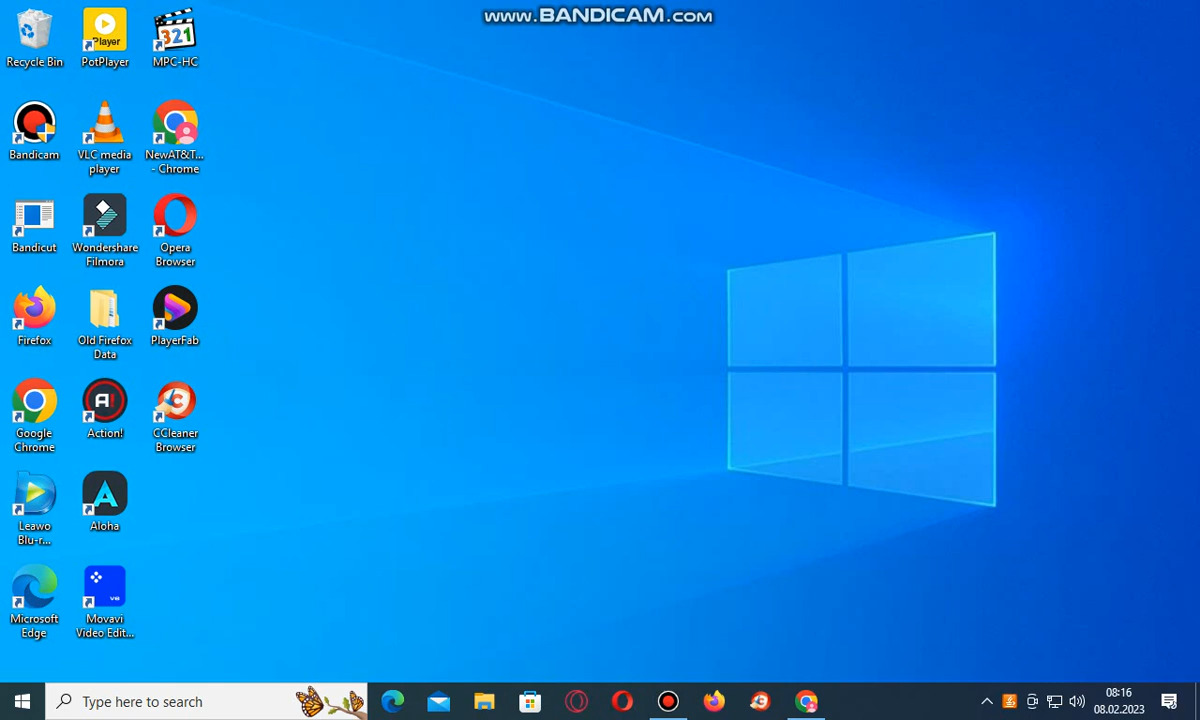 www.BANDICAM.com
Recycle Bin
Player
PotPlayer
321
MPC-HC
Bandicam
VLC media
player
NewAT&T...
- Chrome
Bandicut
Wondershare
Filmora
Opera
Browser
Firefox
Old Firefox
Data
PlayerFab
Google
Chrome
A!
Action!
CCleaner
Browser
Leawo
Blu-r...
Aloha
Microsoft
Edge
Movavi
Video Edit...
Type here to search
08:16
08.02.2023